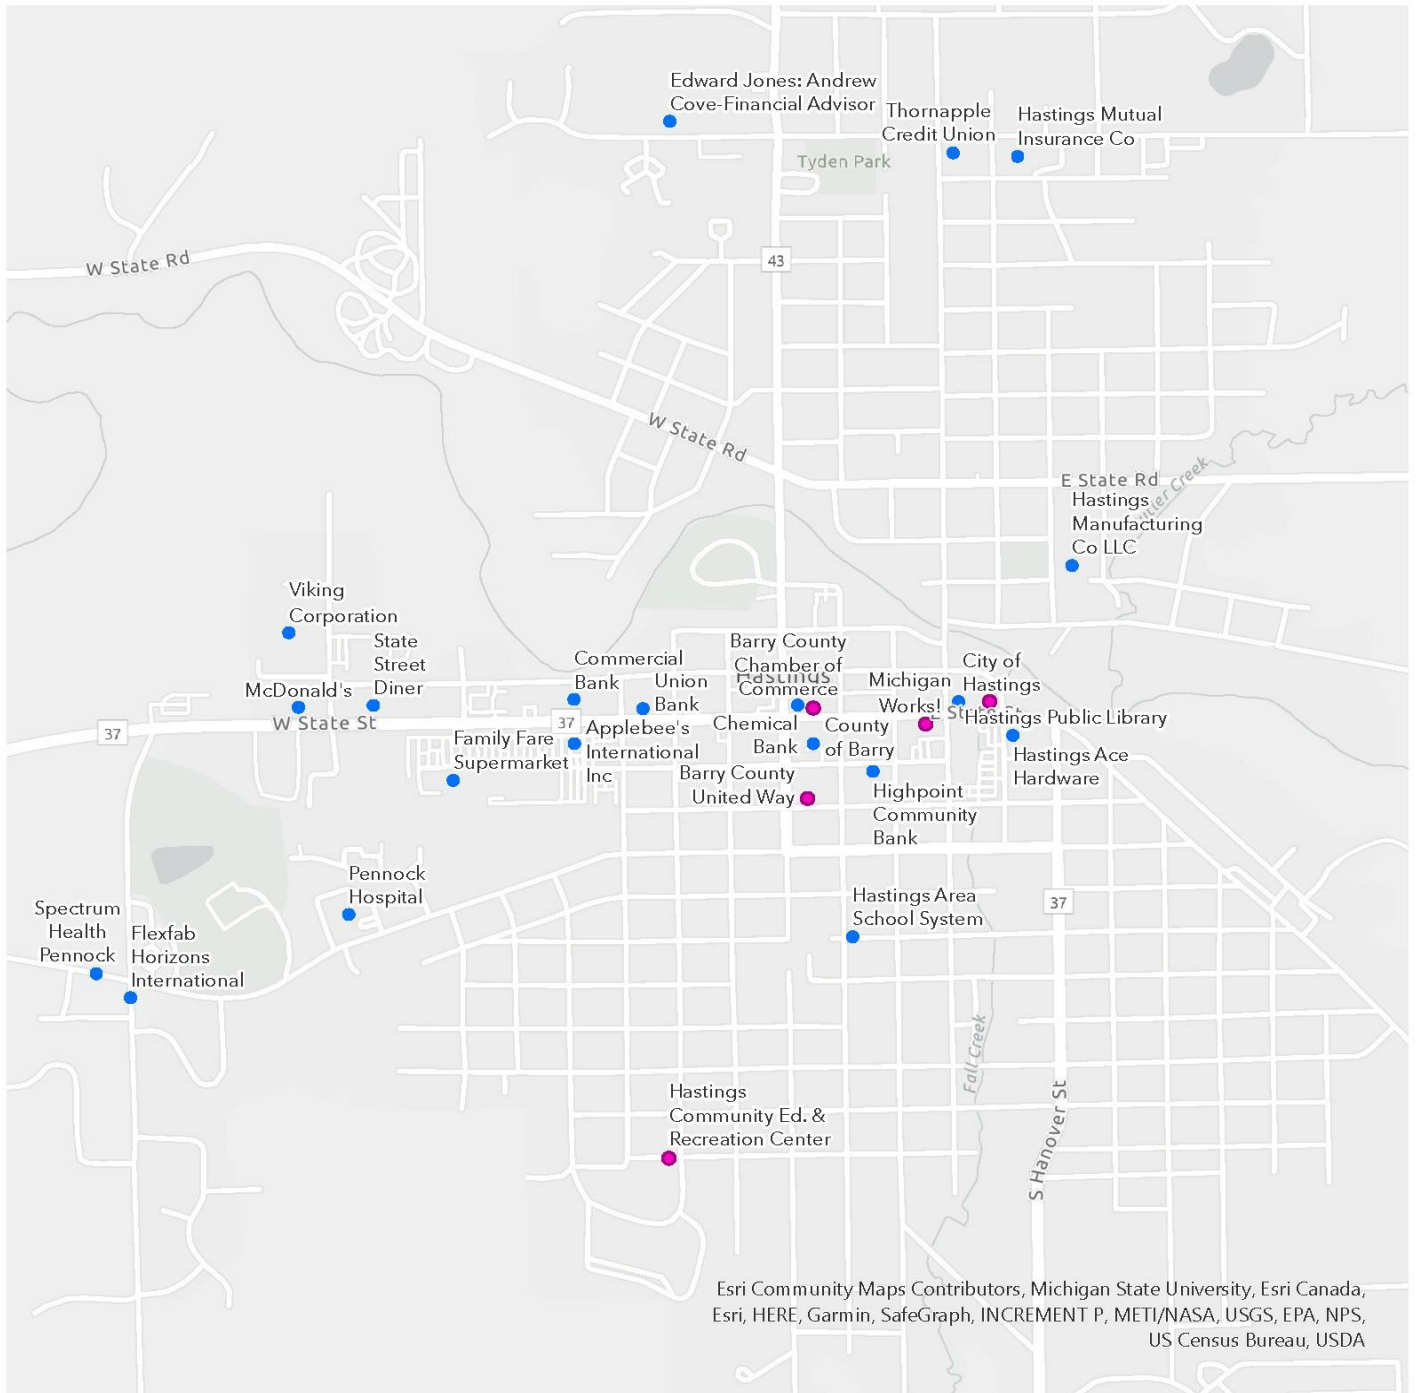 Edward Jones: Andrew
Cove-Financial Advisor
Thornapple
Credit Union
Hastings Mutual
Insurance Co
Tyden Park
W State Rd
43
W State Rd
E State Rd
Butler Creek
Hastings
Manufacturing
Co LLC
Viking
Corporation
State
Street
Diner
McDonald's
W State St
37
37
Commercial
Bank
Union
Bank
Barry County
Chamber of
Commerce
Hastings
Michigan
Works!
City of
Hastings
E State St
Hastings Public Library
Family Fare
Supermarket
Applebee's
International
Inc
Chemical
Bank
County
of Barry
Hastings Ace
Hardware
Barry County
United Way
Highpoint
Community
Bank
Pennock
Hospital
Hastings Area
School System
37
Spectrum
Health
Pennock
Flexfab
Horizons
International
Fall Creek
S Hanover St
Hastings
Community Ed. &
Recreation Center
Esri Community Maps Contributors, Michigan State University, Esri Canada,
Esri, HERE, Garmin, SafeGraph, INCREMENT P, METI/NASA, USGS, EPA, NPS,
US Census Bureau, USDA